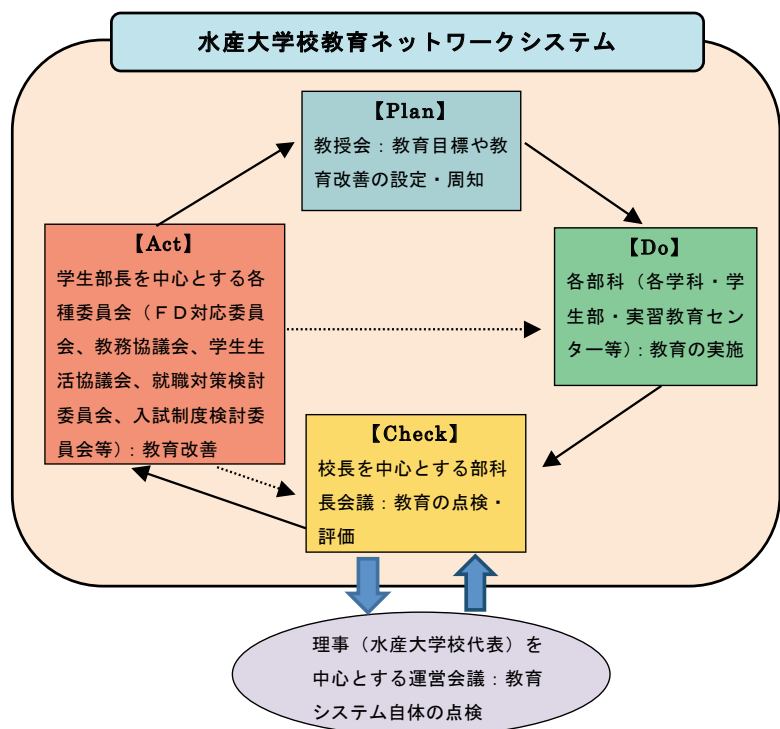 水産大学校教育ネットワークシステム
【Plan】
教授会：教育目標や教
育改善の設定・周知
【Act】
学生部長を中心とする各
種委員会（ＦＤ対応委員
会、教務協議会、学生生
活協議会、就職対策検討
委員会、入試制度検討委
員会等）：教育改善
【Do】
各部科（各学科・学
生部・実習教育セン
ター等）：教育の実施
【Check】
校長を中心とする部科
長会議：教育の点検・
評価
理事（水産大学校代表）を
中心とする運営会議：教育
システム自体の点検